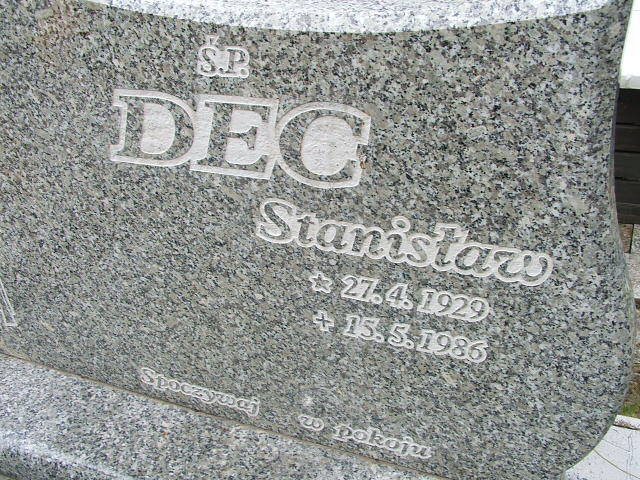 Ś.P.
DEC
Stanisław
☆ 27.4.1929
+ 15.5.1986
Spoczywaj w pokoju